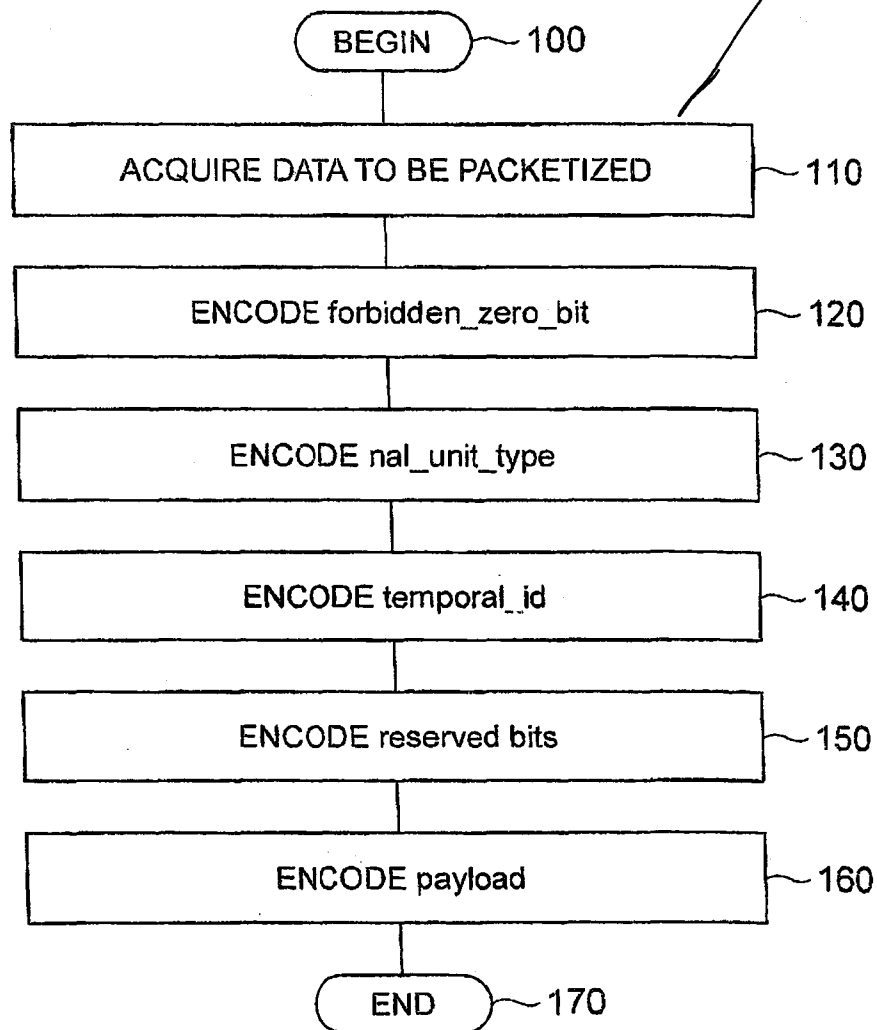 BEGIN 100
ACQUIRE DATA TO BE PACKETIZED 110
ENCODE forbidden_zero_bit 120
ENCODE nal_unit_type 130
ENCODE temporal_id 140
ENCODE reserved bits 150
ENCODE payload 160
END 170